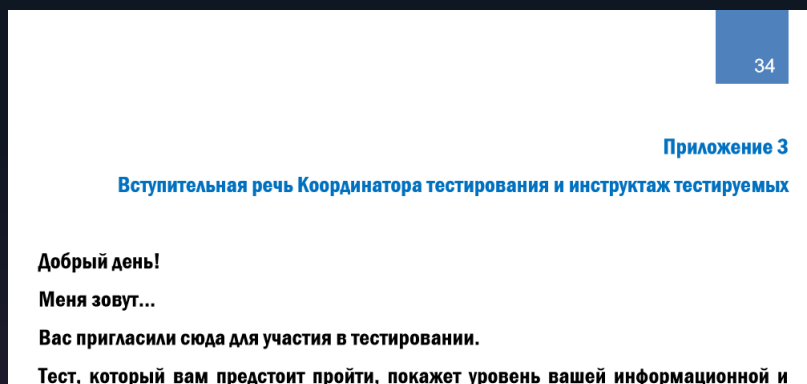 34
Приложение 3
Вступительная речь Координатора тестирования и инструктаж тестируемых
Добрый день!
Меня зовут...
Вас пригласили сюда для участия в тестировании.
Тест, который вам предстоит пройти, покажет уровень вашей информационной и